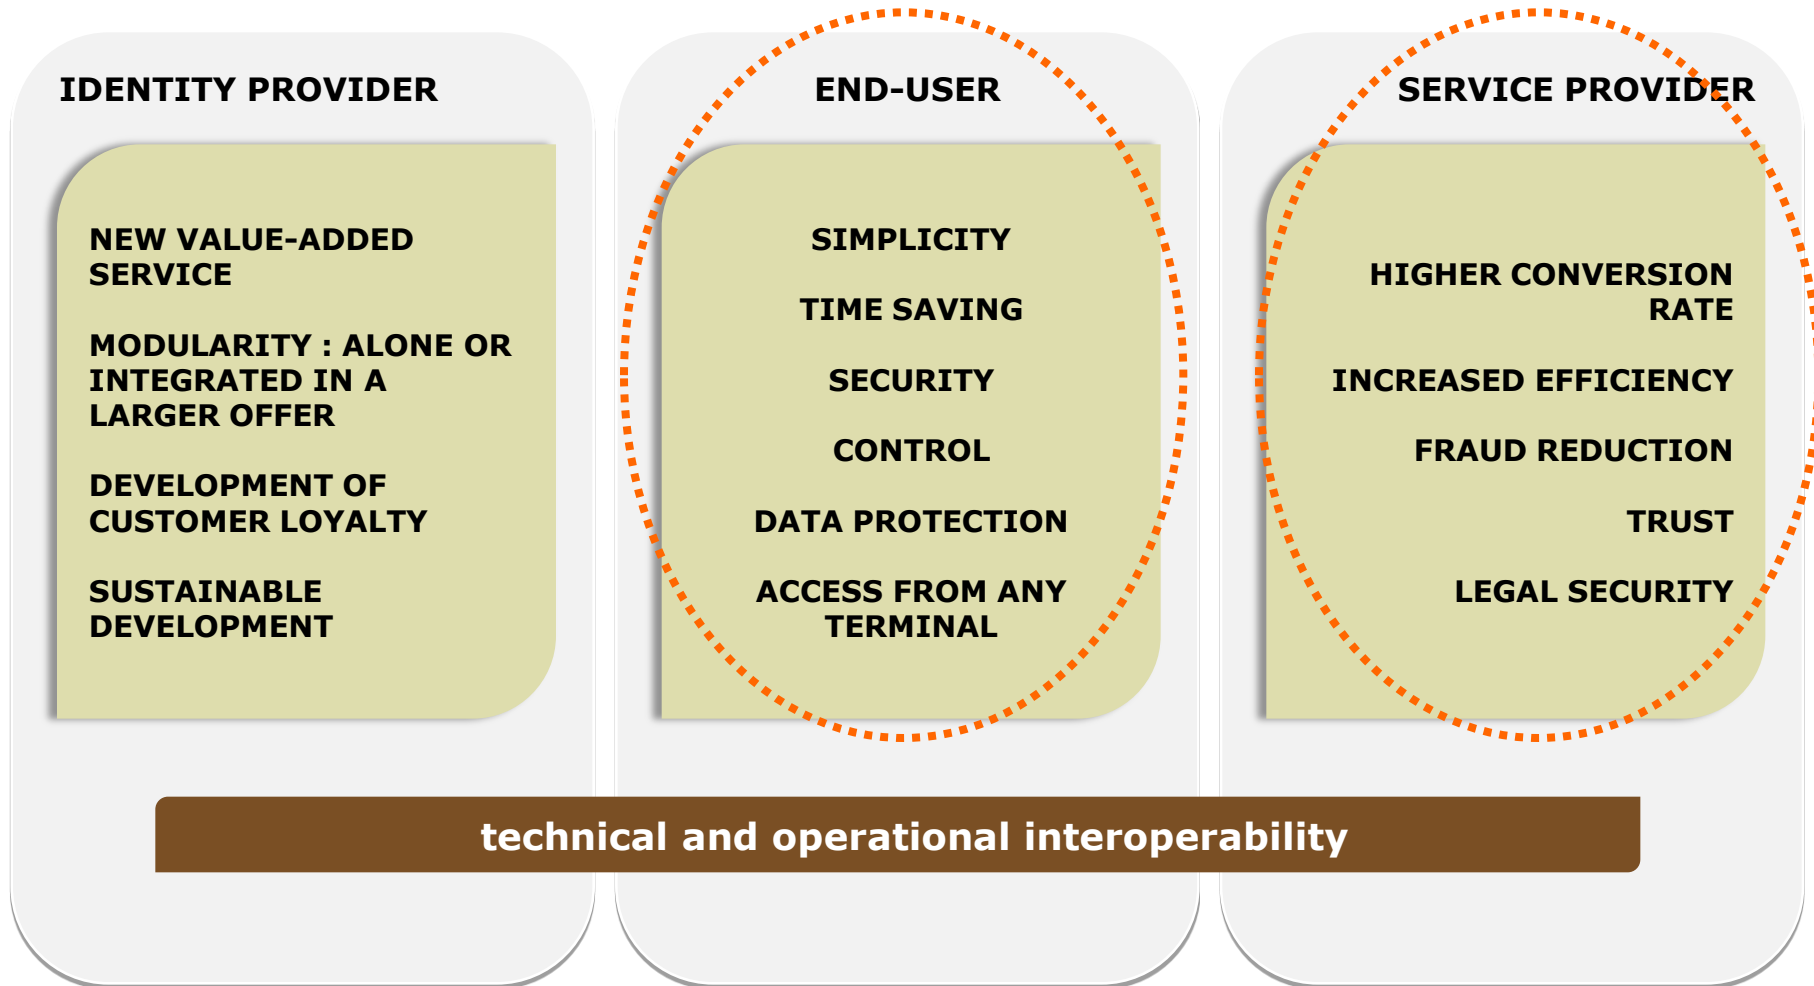 IDENTITY PROVIDER
NEW VALUE-ADDED
SERVICE
MODULARITY : ALONE OR
INTEGRATED IN A
LARGER OFFER
DEVELOPMENT OF
CUSTOMER LOYALTY
SUSTAINABLE
DEVELOPMENT
END-USER
SIMPLICITY
TIME SAVING
SECURITY
CONTROL
DATA PROTECTION
ACCESS FROM ANY
TERMINAL
SERVICE PROVIDER
HIGHER CONVERSION
RATE
INCREASED EFFICIENCY
FRAUD REDUCTION
TRUST
LEGAL SECURITY
technical and operational interoperability